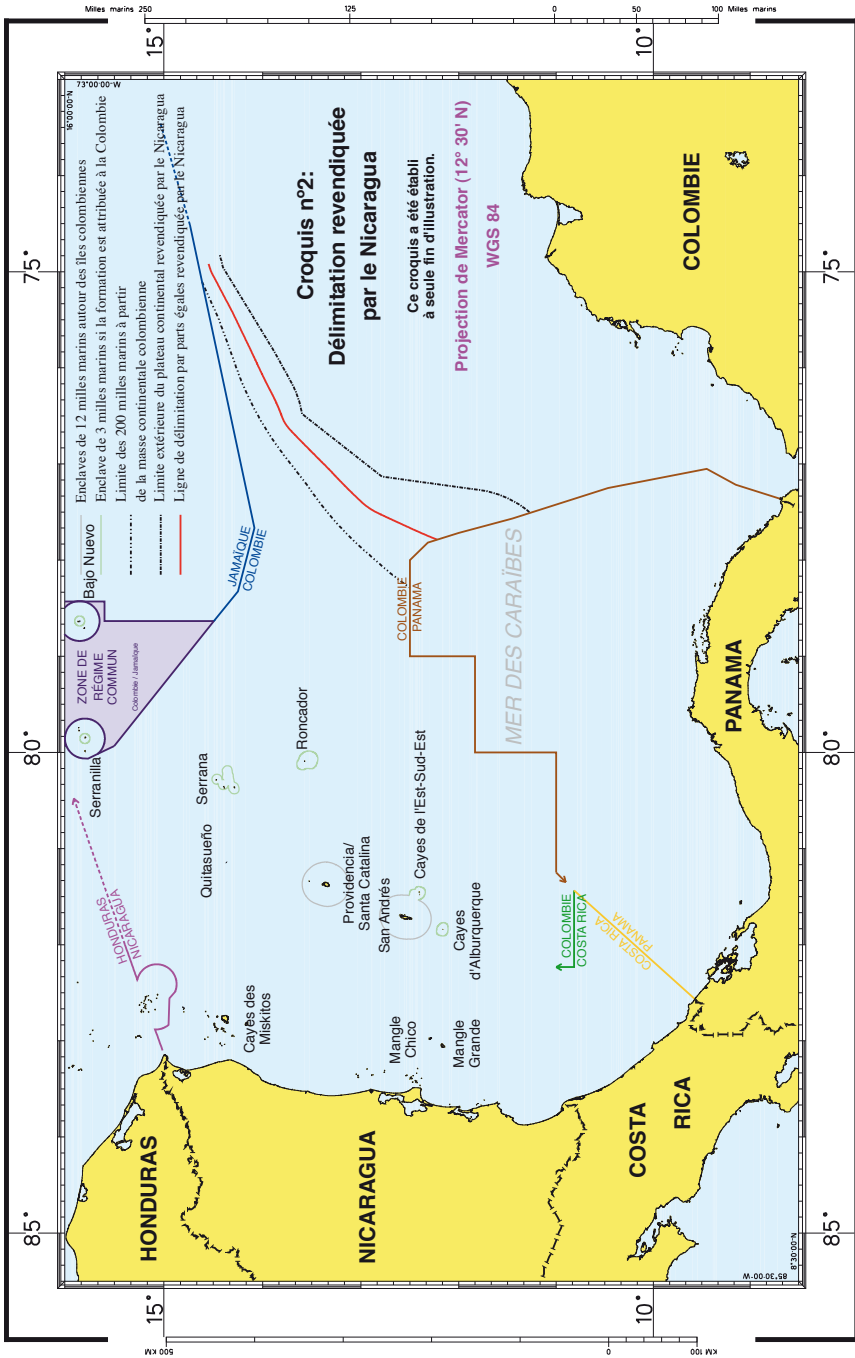 Croquis n°2:
Délimitation revendiquée
par le Nicaragua
Ce croquis a été établi
à seule fin d'illustration.
Projection de Mercator (12° 30' N)
WGS 84
Enclaves de 12 milles marins autour des îles colombiennes
Enclave de 3 milles marins si la formation est attribuée à la Colombie
Limite des 200 milles marins à partir
de la masse continentale colombienne
Limite extérieure du plateau continental revendiquée par le Nicaragua
Ligne de délimitation par parts égales revendiquée par le Nicaragua
16°00'00"N
73°00'00"W
85°30'00"W
8°30'00"N
85°
80°
75°
85°
80°
75°
15°
10°
15°
10°
Milles marins 250
125
0
50
100 Milles marins
500 KM
0
KM 100
HONDURAS
NICARAGUA
COSTA
RICA
PANAMA
COLOMBIE
MER DES CARAÏBES
HONDURAS
NICARAGUA
Serranilla
ZONE DE
RÉGIME
COMMUN
Colombie / Jamaïque
Bajo Nuevo
JAMAÏQUE
COLOMBIE
Quitasueño
Serrana
Roncador
Cayes des
Miskitos
Providencia/
Santa Catalina
San Andrés
Cayes de l'Est-Sud-Est
Cayes
d'Alburquerque
Mangle
Chico
Mangle
Grande
COLOMBIE
PANAMA
COLOMBIE
COSTA RICA
COSTA RICA
PANAMA